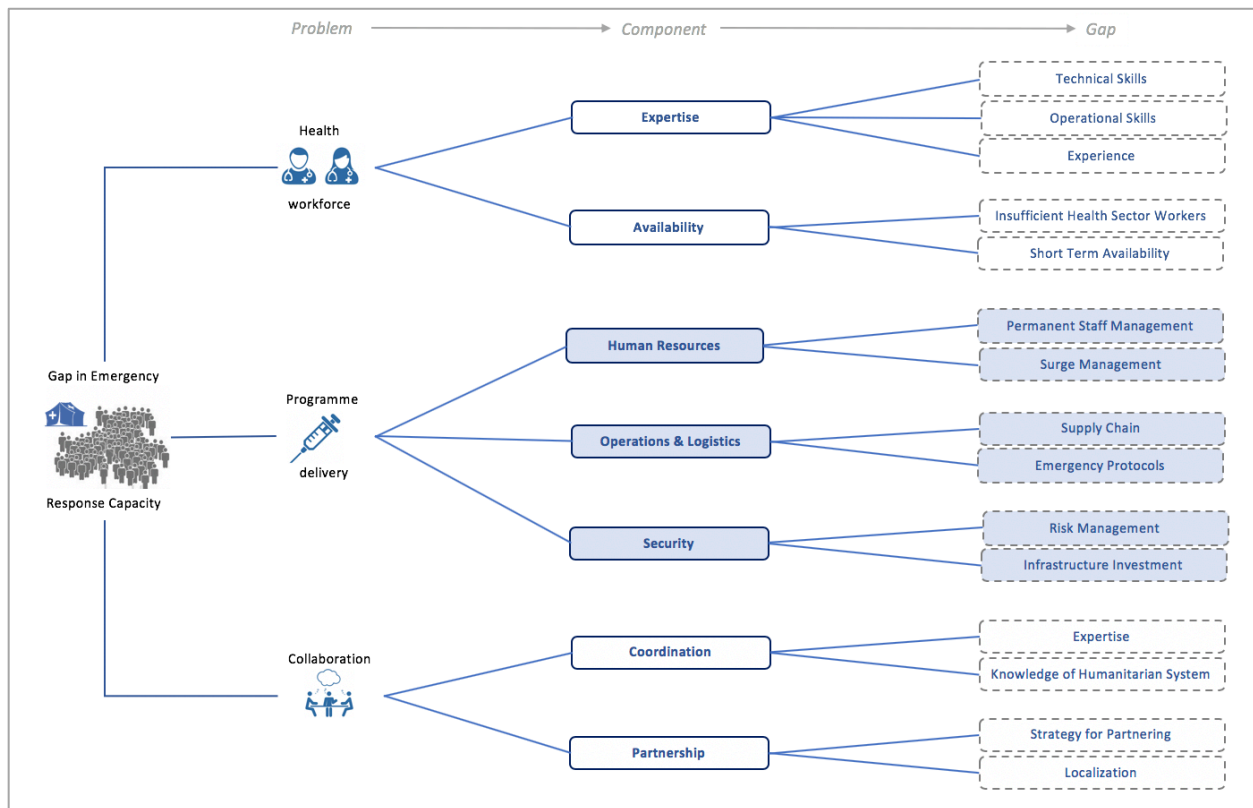 Problem
Component
Gap
Gap in Emergency
Response Capacity
Health
workforce
Expertise
Technical Skills
Operational Skills
Experience
Availability
Insufficient Health Sector Workers
Short Term Availability
Programme
delivery
Human Resources
Permanent Staff Management
Surge Management
Operations & Logistics
Supply Chain
Emergency Protocols
Security
Risk Management
Infrastructure Investment
Collaboration
Coordination
Expertise
Knowledge of Humanitarian System
Partnership
Strategy for Partnering
Localization